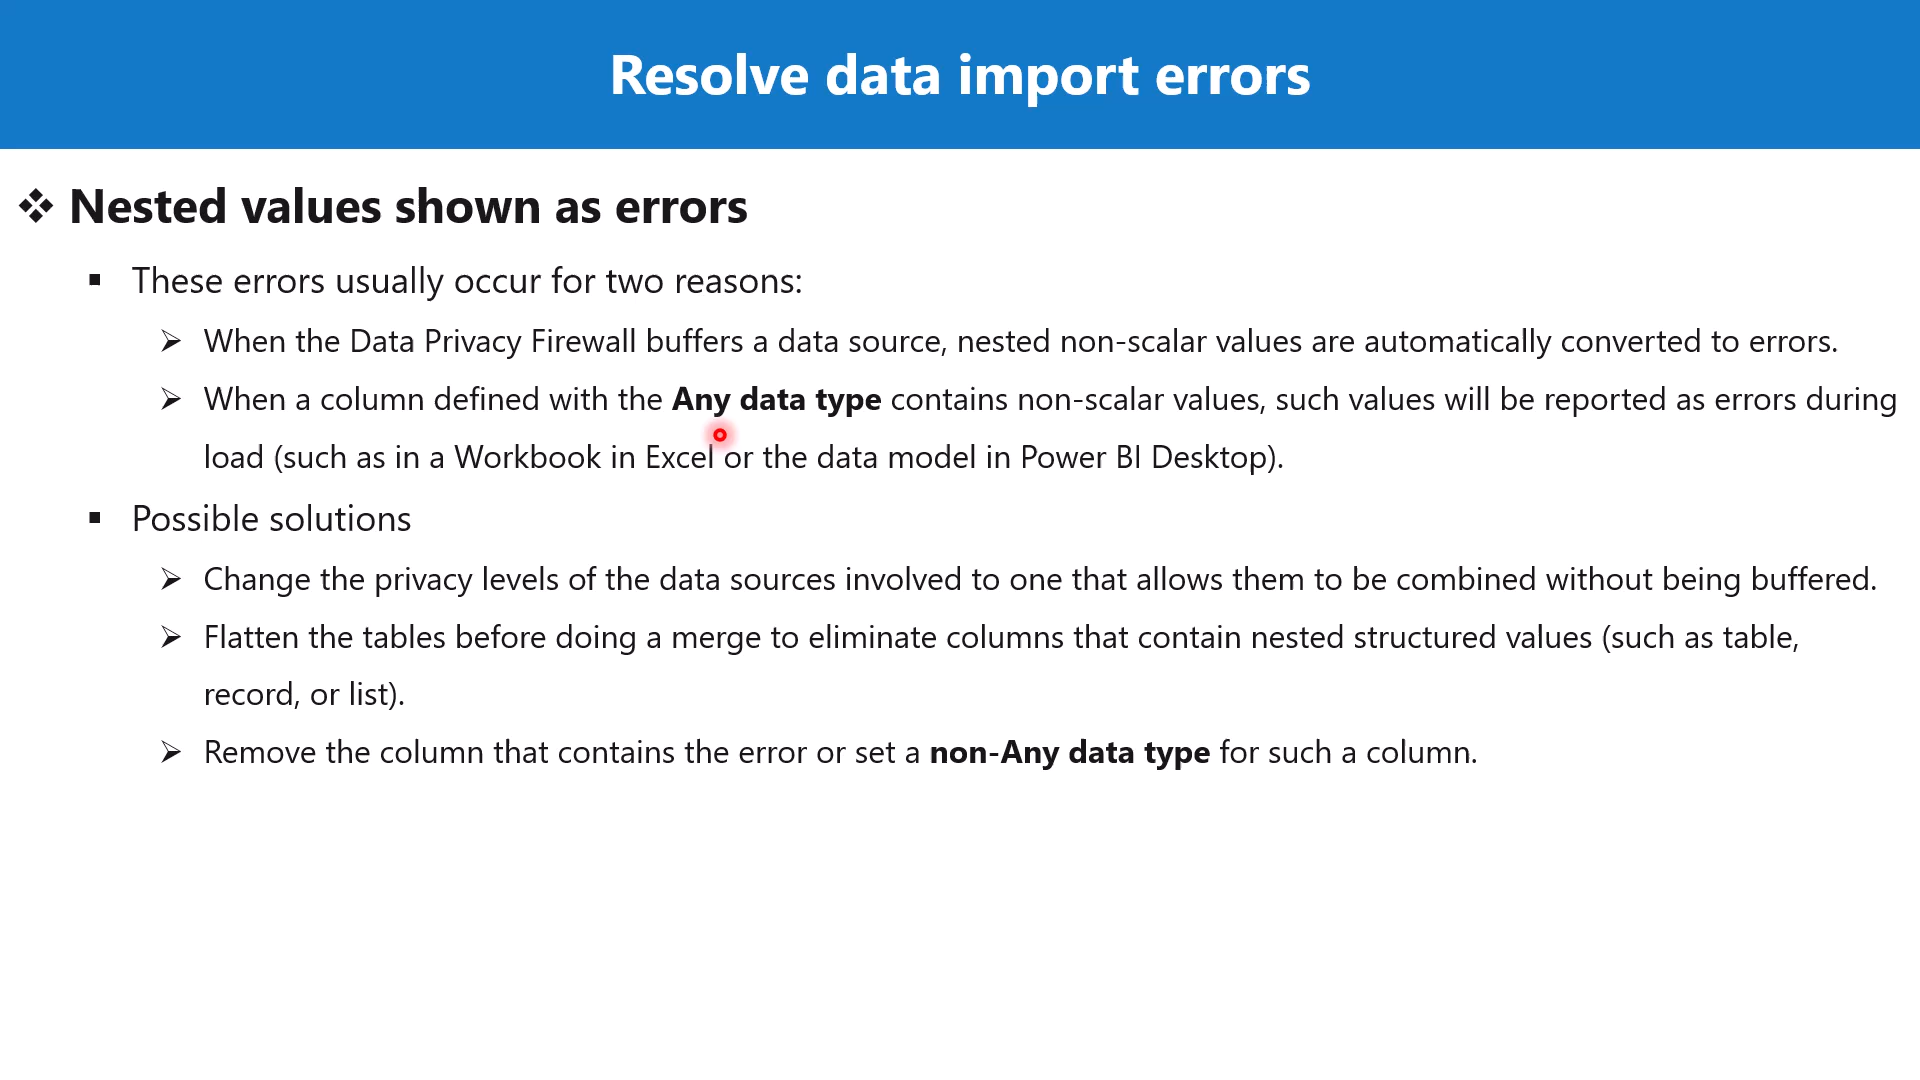 Resolve data import errors
Nested values shown as errors
These errors usually occur for two reasons:
When the Data Privacy Firewall buffers a data source, nested non-scalar values are automatically converted to errors.
When a column defined with the Any data type contains non-scalar values, such values will be reported as errors during
load (such as in a Workbook in Excel or the data model in Power BI Desktop).
Possible solutions
Change the privacy levels of the data sources involved to one that allows them to be combined without being buffered.
Flatten the tables before doing a merge to eliminate columns that contain nested structured values (such as table,
record, or list).
Remove the column that contains the error or set a non-Any data type for such a column.